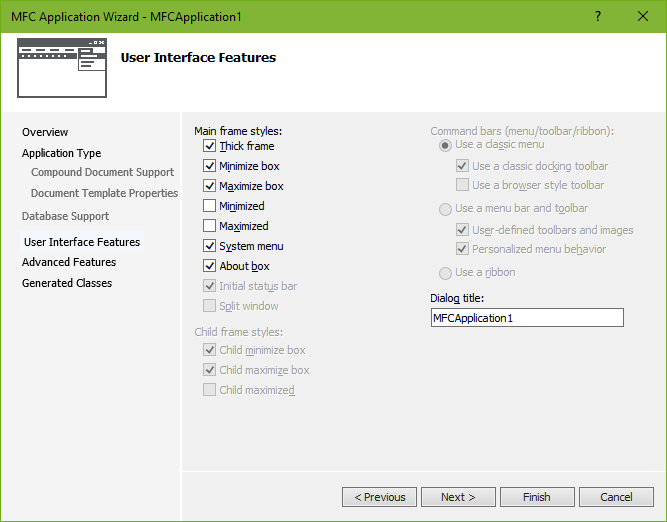 MFC Application Wizard - MFCApplication1
User Interface Features
Overview
Application Type
Compound Document Support
Document Template Properties
Database Support
User Interface Features
Advanced Features
Generated Classes
Main frame styles:
Thick frame
Minimize box
Maximize box
Minimized
Maximized
System menu
About box
Initial status bar
Split window
Child frame styles:
Child minimize box
Child maximize box
Child maximized
Command bars (menu/toolbar/ribbon):
Use a classic menu
Use a classic docking toolbar
Use a browser style toolbar
Use a menu bar and toolbar
User-defined toolbars and images
Personalized menu behavior
Use a ribbon
Dialog title:
MFCApplication1
< Previous
Next >
Finish
Cancel